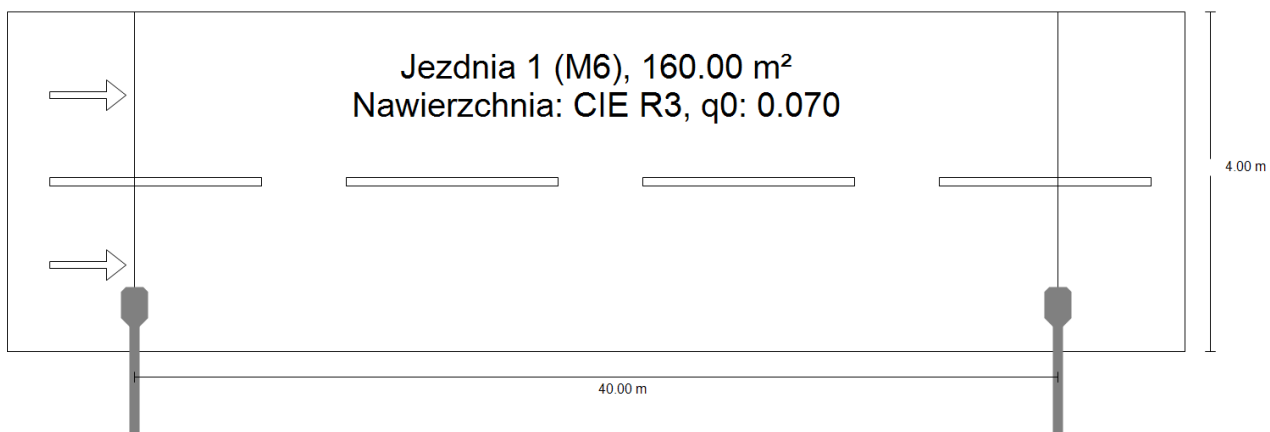 Jezdnia 1 (M6), 160.00 m²
Nawierzchnia: CIE R3, q0: 0.070
4.00 m
40.00 m